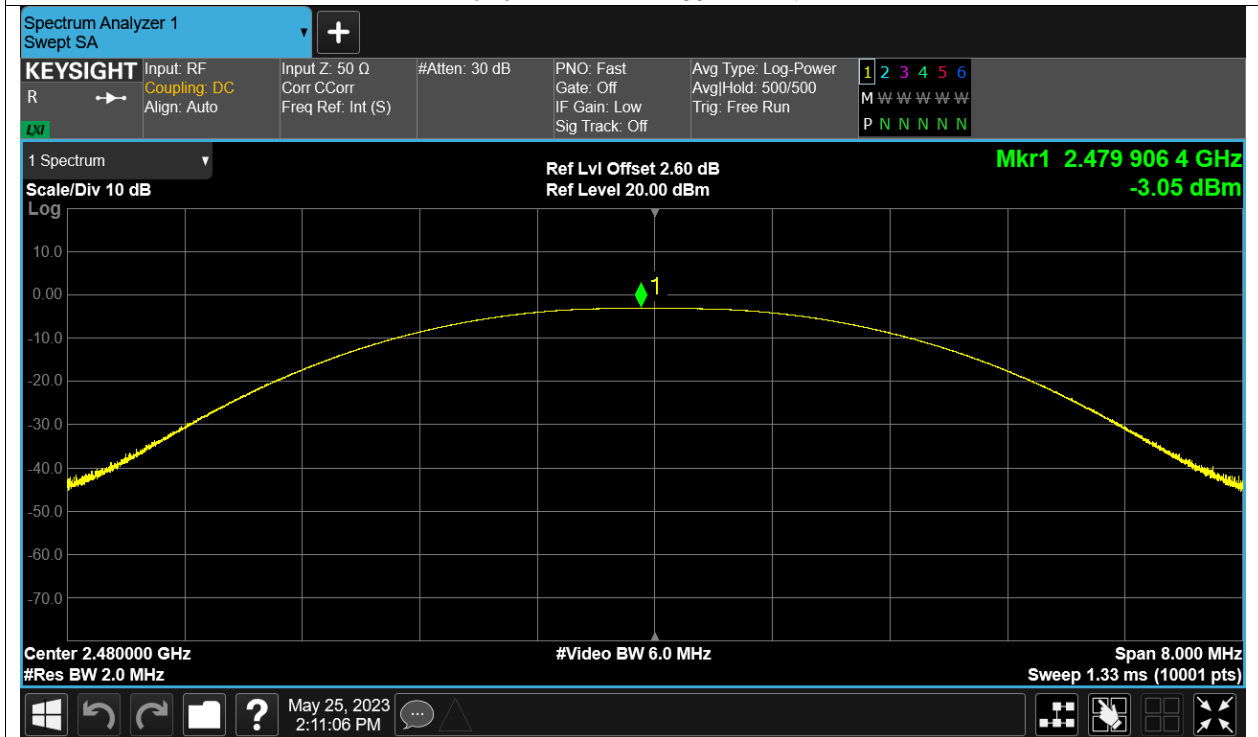 Spectrum Analyzer 1
Swept SA
+
KEYSIGHT Input: RF Input Z: 50 Ω #Atten: 30 dB PNO: Fast Avg Type: Log-Power 1 2 3 4 5 6
R Coupling: DC Corr CCorr Gate: Off Avg|Hold: 500/500 M W W W W W
Align: Auto Freq Ref: Int (S) IF Gain: Low Trig: Free Run P N N N N N
LXI Sig Track: Off
1 Spectrum Ref Lvl Offset 2.60 dB Mkr1 2.479 906 4 GHz
Scale/Div 10 dB Ref Level 20.00 dBm -3.05 dBm
Log
10.0
1
0.00
-10.0
-20.0
-30.0
-40.0
-50.0
-60.0
-70.0
Center 2.480000 GHz #Video BW 6.0 MHz Span 8.000 MHz
#Res BW 2.0 MHz Sweep 1.33 ms (10001 pts)
? May 25, 2023
2:11:06 PM